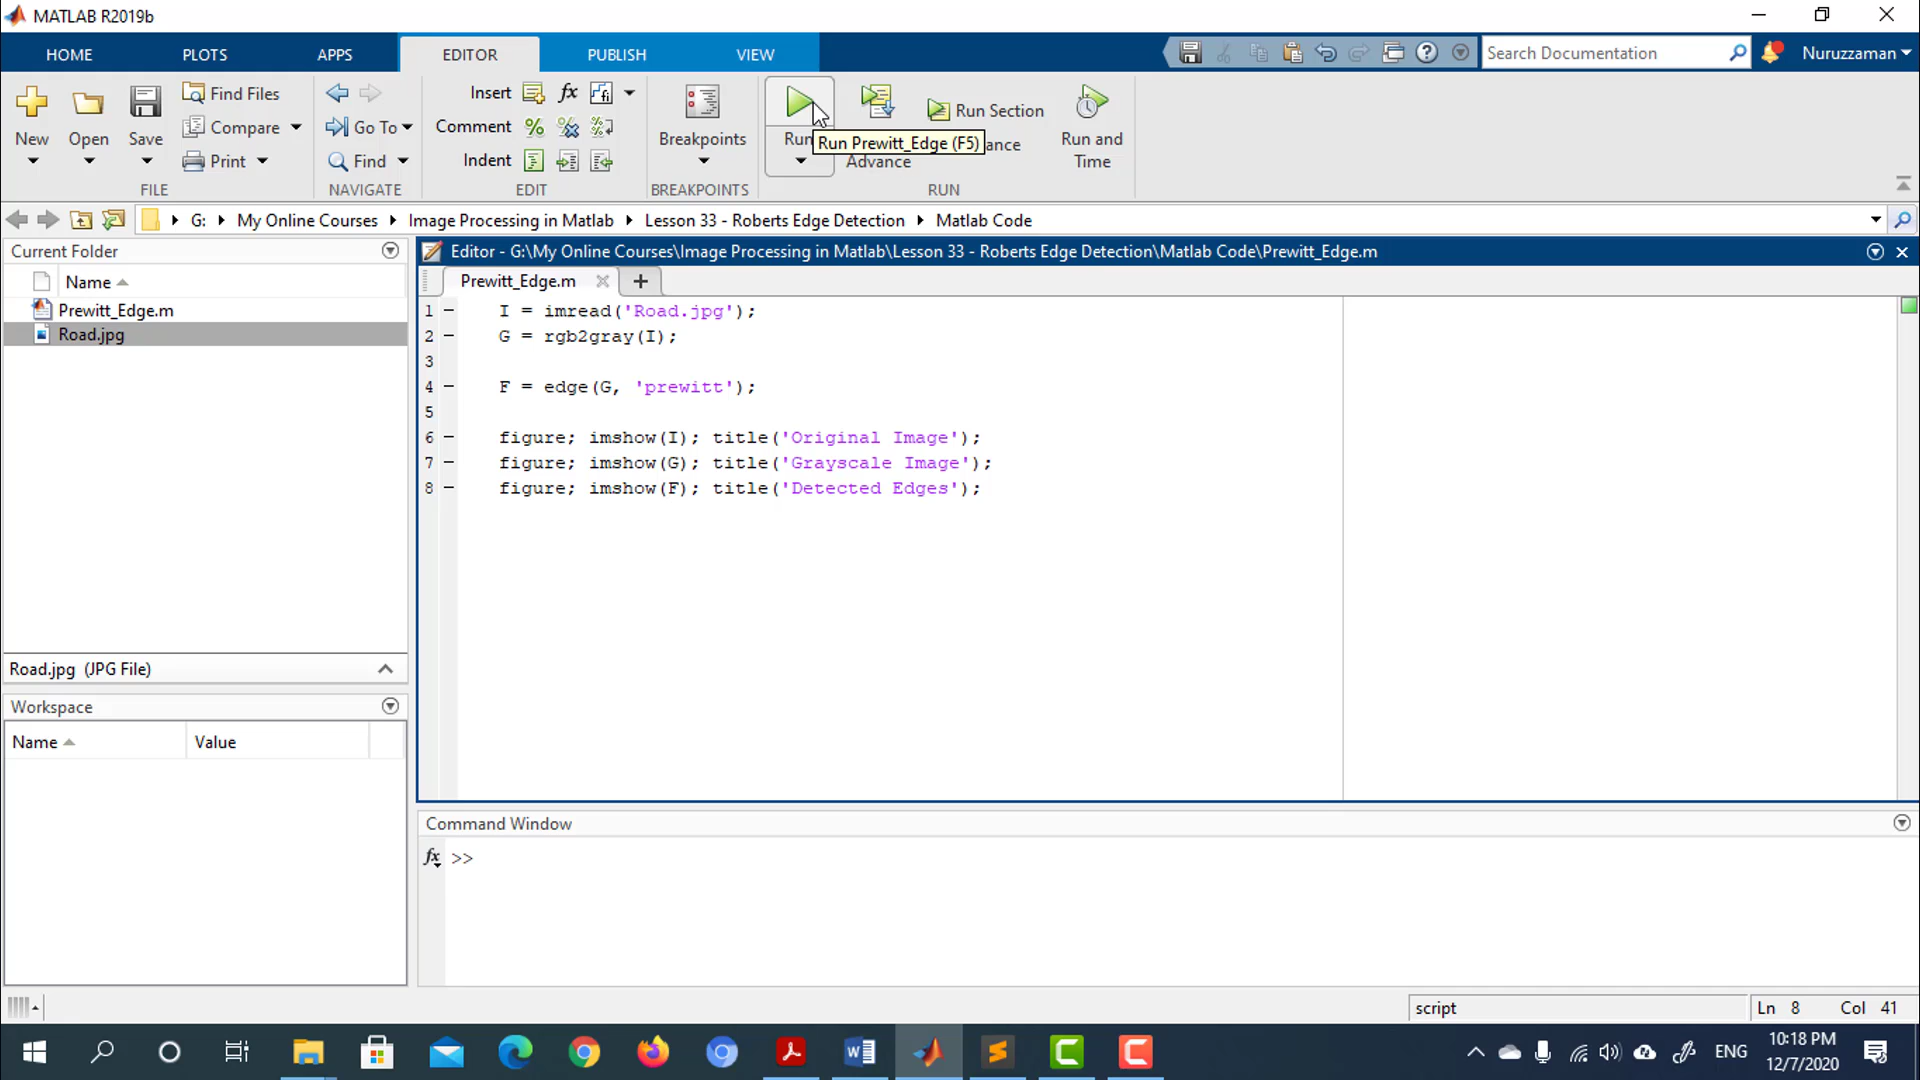 MATLAB R2019b
HOME PLOTS APPS EDITOR PUBLISH VIEW
Search Documentation
Nuruzzaman
New
Open
Save
Find Files
Compare
Print
FILE
Go To
Find
NAVIGATE
Insert
Comment
Indent
EDIT
Breakpoints
BREAKPOINTS
Run
Run Prewitt_Edge (F5)
Advance
Run Section
ance
Run and
Time
RUN
G: My Online Courses Image Processing in Matlab Lesson 33 - Roberts Edge Detection Matlab Code
Current Folder
Name
Prewitt_Edge.m
Road.jpg
Road.jpg (JPG File)
Workspace
Name Value
Editor - G:\My Online Courses\Image Processing in Matlab\Lesson 33 - Roberts Edge Detection\Matlab Code\Prewitt_Edge.m
Prewitt_Edge.m
1 – I = imread('Road.jpg');
2 – G = rgb2gray(I);
3
4 – F = edge(G, 'prewitt');
5
6 – figure; imshow(I); title('Original Image');
7 – figure; imshow(G); title('Grayscale Image');
8 – figure; imshow(F); title('Detected Edges');
Command Window
fx >>
script Ln 8 Col 41
ENG
10:18 PM
12/7/2020